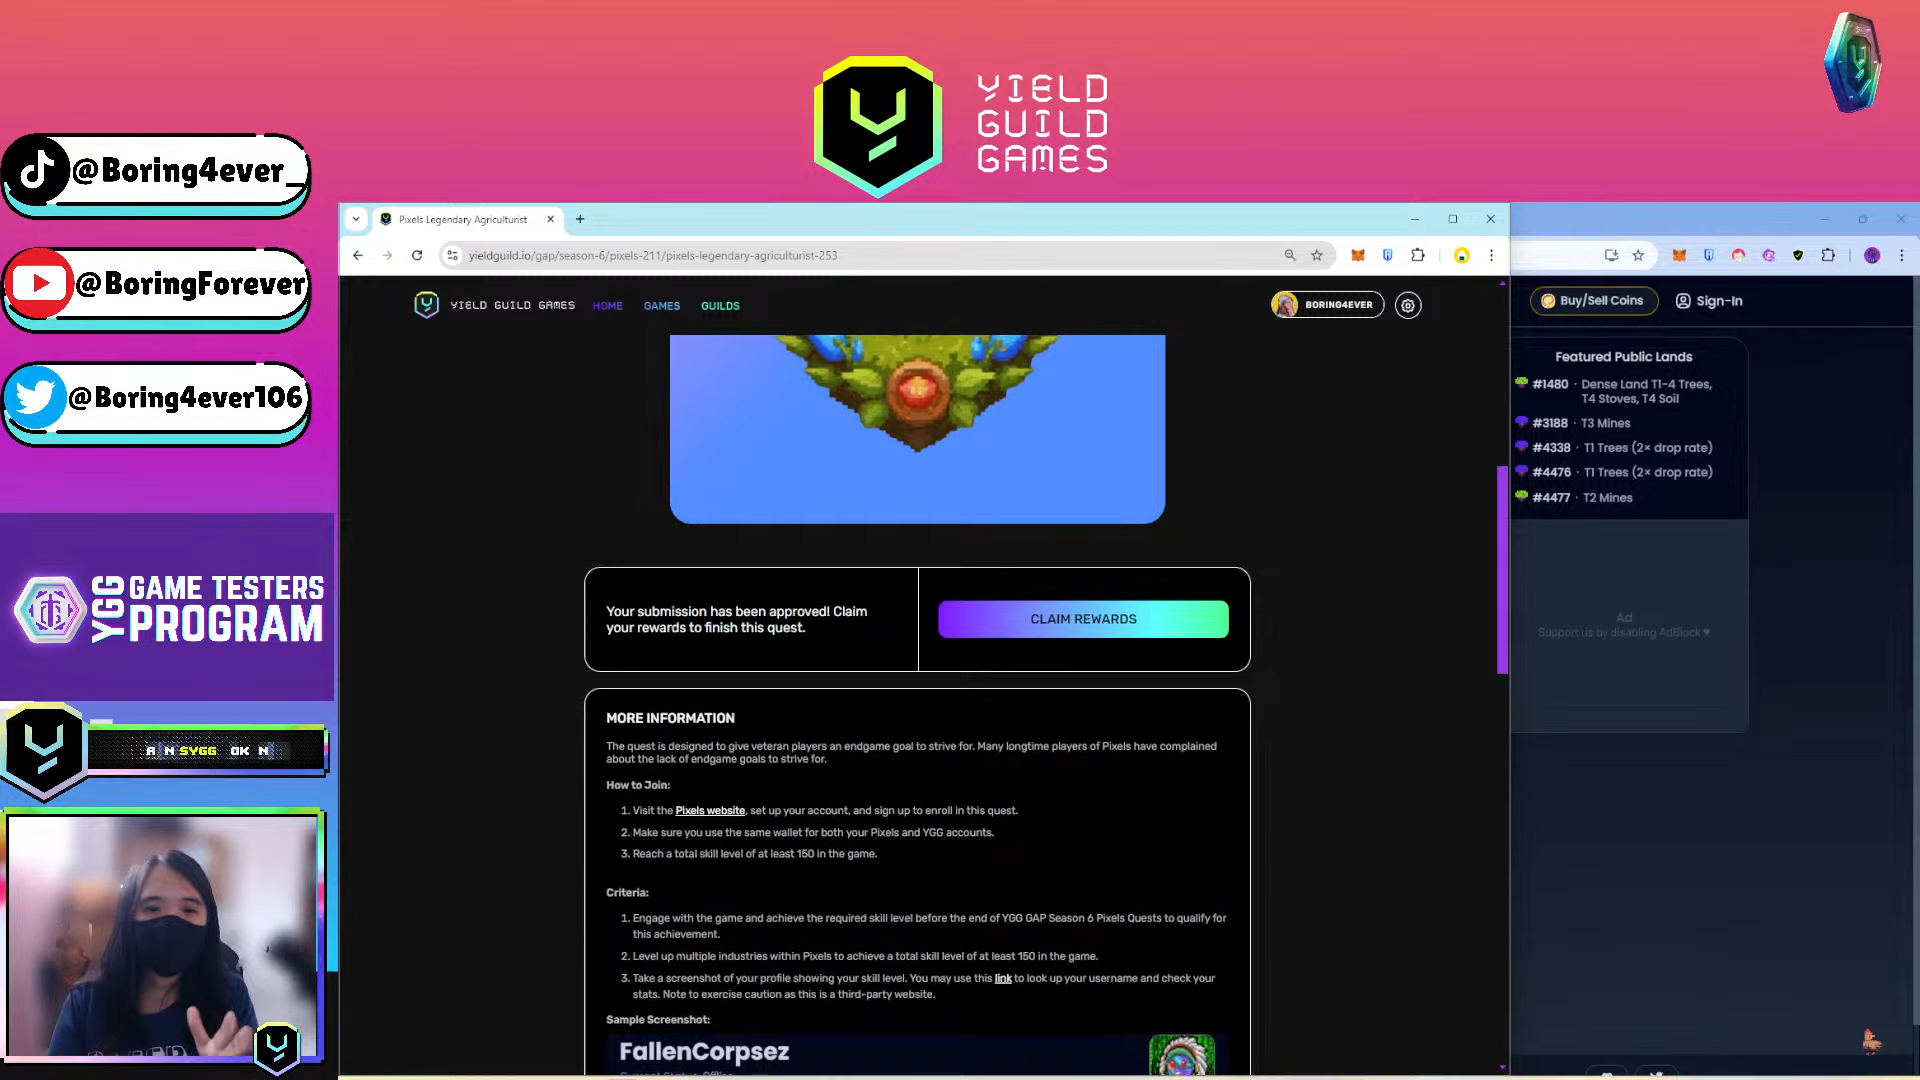 YIELD
GUILD
GAMES
@Boring4ever_
@BoringForever
@Boring4ever106
YGG GAME TESTERS
PROGRAM
SYGG
Pixels Legendary Agriculturist
yieldguild.io/gap/season-6/pixels-211/pixels-legendary-agriculturist-253
YIELD GUILD GAMES HOME GAMES GUILDS
BORING4EVER
Your submission has been approved! Claim
your rewards to finish this quest.
CLAIM REWARDS
MORE INFORMATION
The quest is designed to give veteran players an endgame goal to strive for. Many longtime players of Pixels have complained
about the lack of endgame goals to strive for.
How to Join:
1. Visit the Pixels website, set up your account, and sign up to enroll in this quest.
2. Make sure you use the same wallet for both your Pixels and YGG accounts.
3. Reach a total skill level of at least 150 in the game.
Criteria:
1. Engage with the game and achieve the required skill level before the end of YGG GAP Season 6 Pixels Quests to qualify for
this achievement.
2. Level up multiple industries within Pixels to achieve a total skill level of at least 150 in the game.
3. Take a screenshot of your profile showing your skill level. You may use this link to look up your username and check your
stats. Note to exercise caution as this is a third-party website.
Sample Screenshot:
FallenCorpsez
Buy/Sell Coins
Sign-In
Featured Public Lands
#1480 · Dense Land T1-4 Trees,
T4 Stoves, T4 Soil
#3188 · T3 Mines
#4338 · T1 Trees (2× drop rate)
#4476 · T1 Trees (2× drop rate)
#4477 · T2 Mines
Ad
Support us by disabling AdBlock ♥